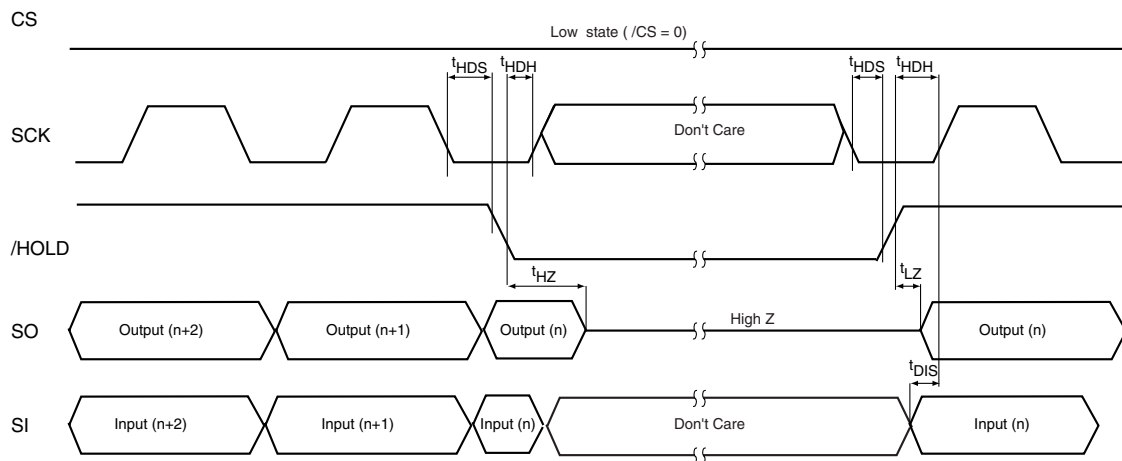 CS
Low state ( /CS = 0)
tHDS tHDH tHDS tHDH
SCK
Don't Care
/HOLD
tHZ tLZ
SO
Output (n+2) Output (n+1) Output (n) High Z Output (n)
tDIS
SI
Input (n+2) Input (n+1) Input (n) Don't Care Input (n)